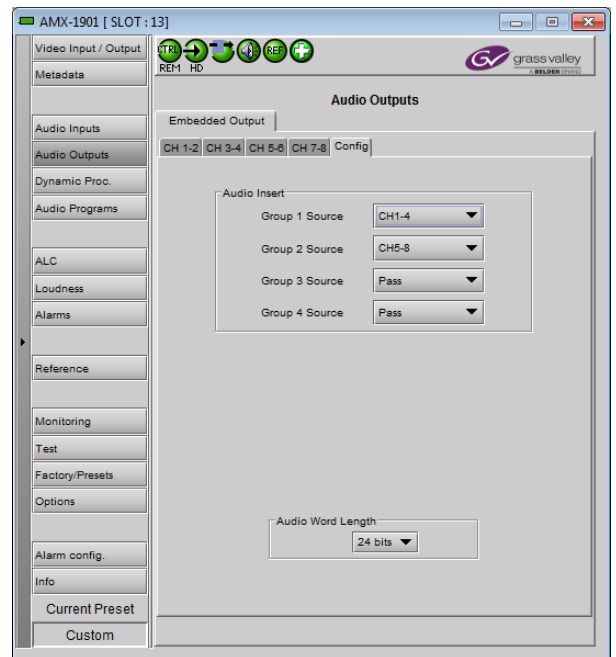 AMX-1901 [ SLOT : 13]
Video Input / Output
Metadata
Audio Inputs
Audio Outputs
Dynamic Proc.
Audio Programs
ALC
Loudness
Alarms
Reference
Monitoring
Test
Factory/Presets
Options
Alarm config.
Info
Current Preset
Custom
CTRL
REF
REM HD
GV grass valley
A BELDEN BRAND
Audio Outputs
Embedded Output
CH 1-2 CH 3-4 CH 5-6 CH 7-8 Config
Audio Insert
Group 1 Source CH1-4
Group 2 Source CH5-8
Group 3 Source Pass
Group 4 Source Pass
Audio Word Length
24 bits